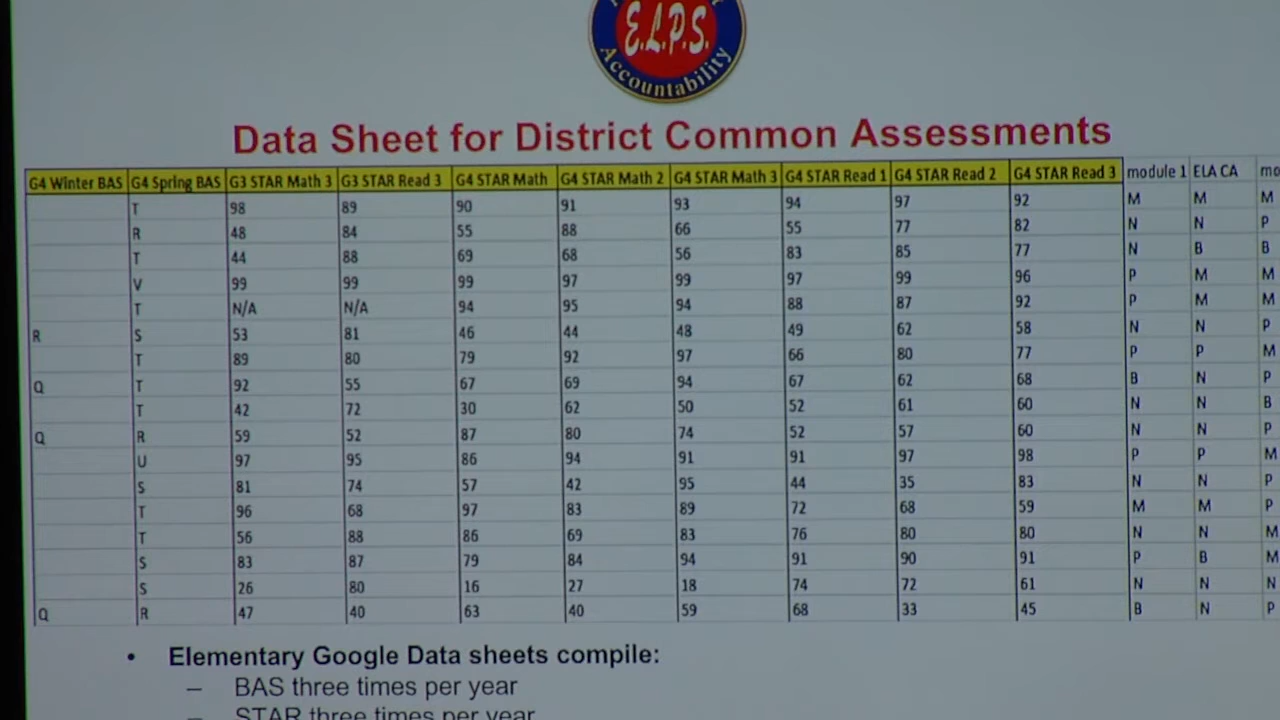 E.L.P.S.
Accountability
Data Sheet for District Common Assessments
G4 Winter BAS G4 Spring BAS G3 STAR Math 3 G3 STAR Read 3 G4 STAR Math G4 STAR Math 2 G4 STAR Math 3 G4 STAR Read 1 G4 STAR Read 2 G4 STAR Read 3 module 1 ELA CA mo
T 98 89 90 91 93 94 97 92 M M M
R 48 84 55 88 66 55 77 82 N N P
T 44 88 69 68 56 83 85 77 N B B
V 99 99 99 97 99 97 99 96 P M M
T N/A N/A 94 95 94 88 87 92 P M M
R S 53 81 46 44 48 49 62 58 N N P
T 89 80 79 92 97 66 80 77 P P M
Q T 92 55 67 69 94 67 62 68 B N P
T 42 72 30 62 50 52 61 60 N N B
Q R 59 52 87 80 74 52 57 60 N N P
U 97 95 86 94 91 91 97 98 P P M
S 81 74 57 42 95 44 35 83 N N P
T 96 68 97 83 89 72 68 59 M M P
T 56 88 86 69 83 76 80 80 N N M
S 83 87 79 84 94 91 90 91 P B M
S 26 80 16 27 18 74 72 61 N N N
Q R 47 40 63 40 59 68 33 45 B N P
• Elementary Google Data sheets compile:
– BAS three times per year
– STAR three times per year